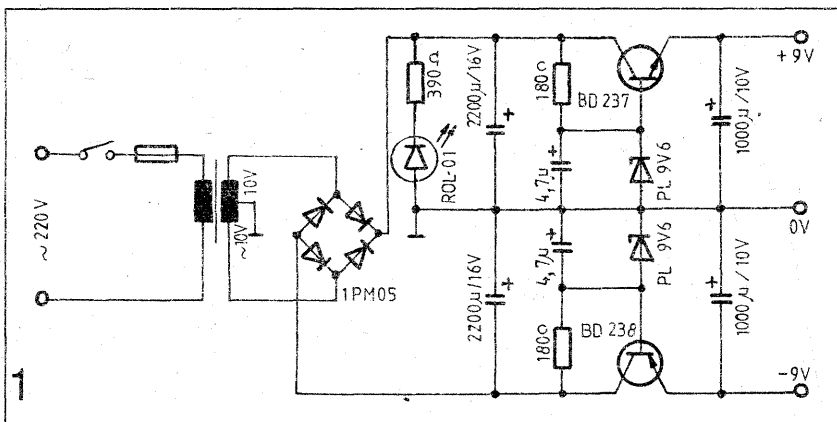 ~ 220V
10V
~10V
1PM05
390Ω
ROL-01
2200µ/16V
2200µ/16V
180Ω
BD 237
4,7µ
4,7µ
PL 9V6
PL 9V6
180Ω
BD 238
1000µ/10V
1000µ/10V
+9V
0V
-9V
1